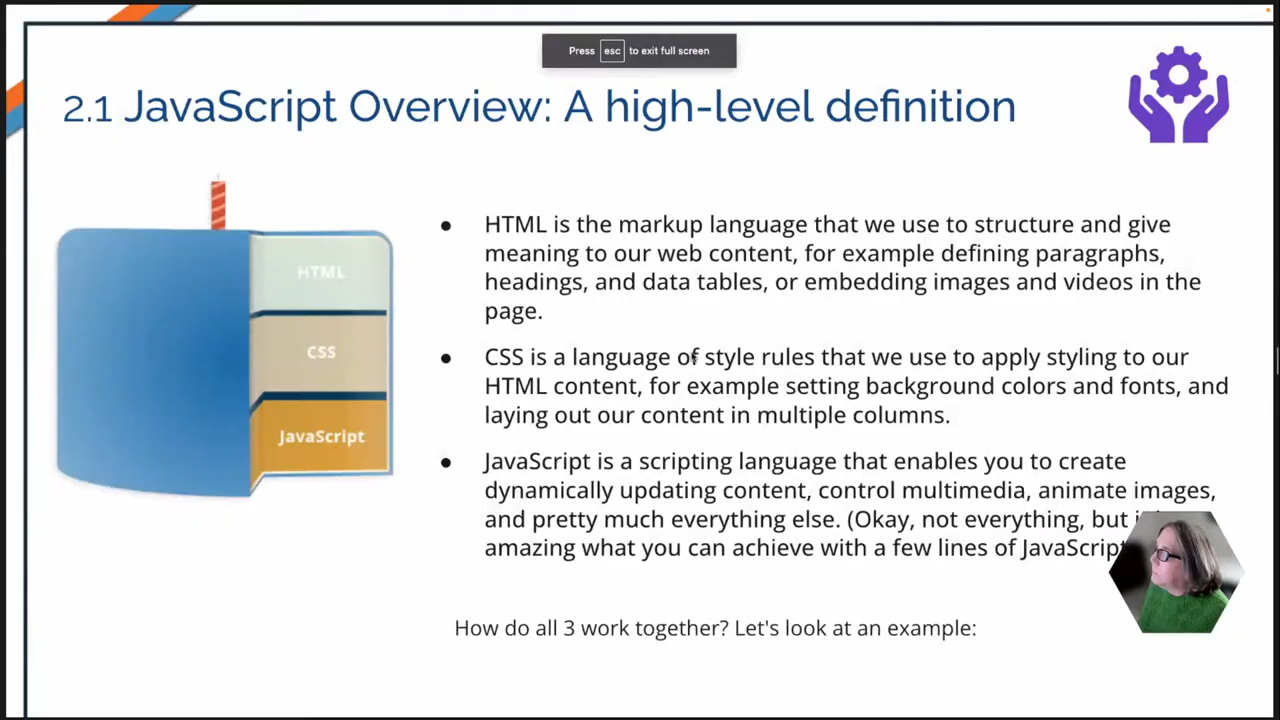 Press esc to exit full screen
2.1 JavaScript Overview: A high-level definition
HTML
CSS
JavaScript
● HTML is the markup language that we use to structure and give
meaning to our web content, for example defining paragraphs,
headings, and data tables, or embedding images and videos in the
page.
● CSS is a language of style rules that we use to apply styling to our
HTML content, for example setting background colors and fonts, and
laying out our content in multiple columns.
● JavaScript is a scripting language that enables you to create
dynamically updating content, control multimedia, animate images,
and pretty much everything else. (Okay, not everything, but
amazing what you can achieve with a few lines of JavaScript
How do all 3 work together? Let's look at an example: